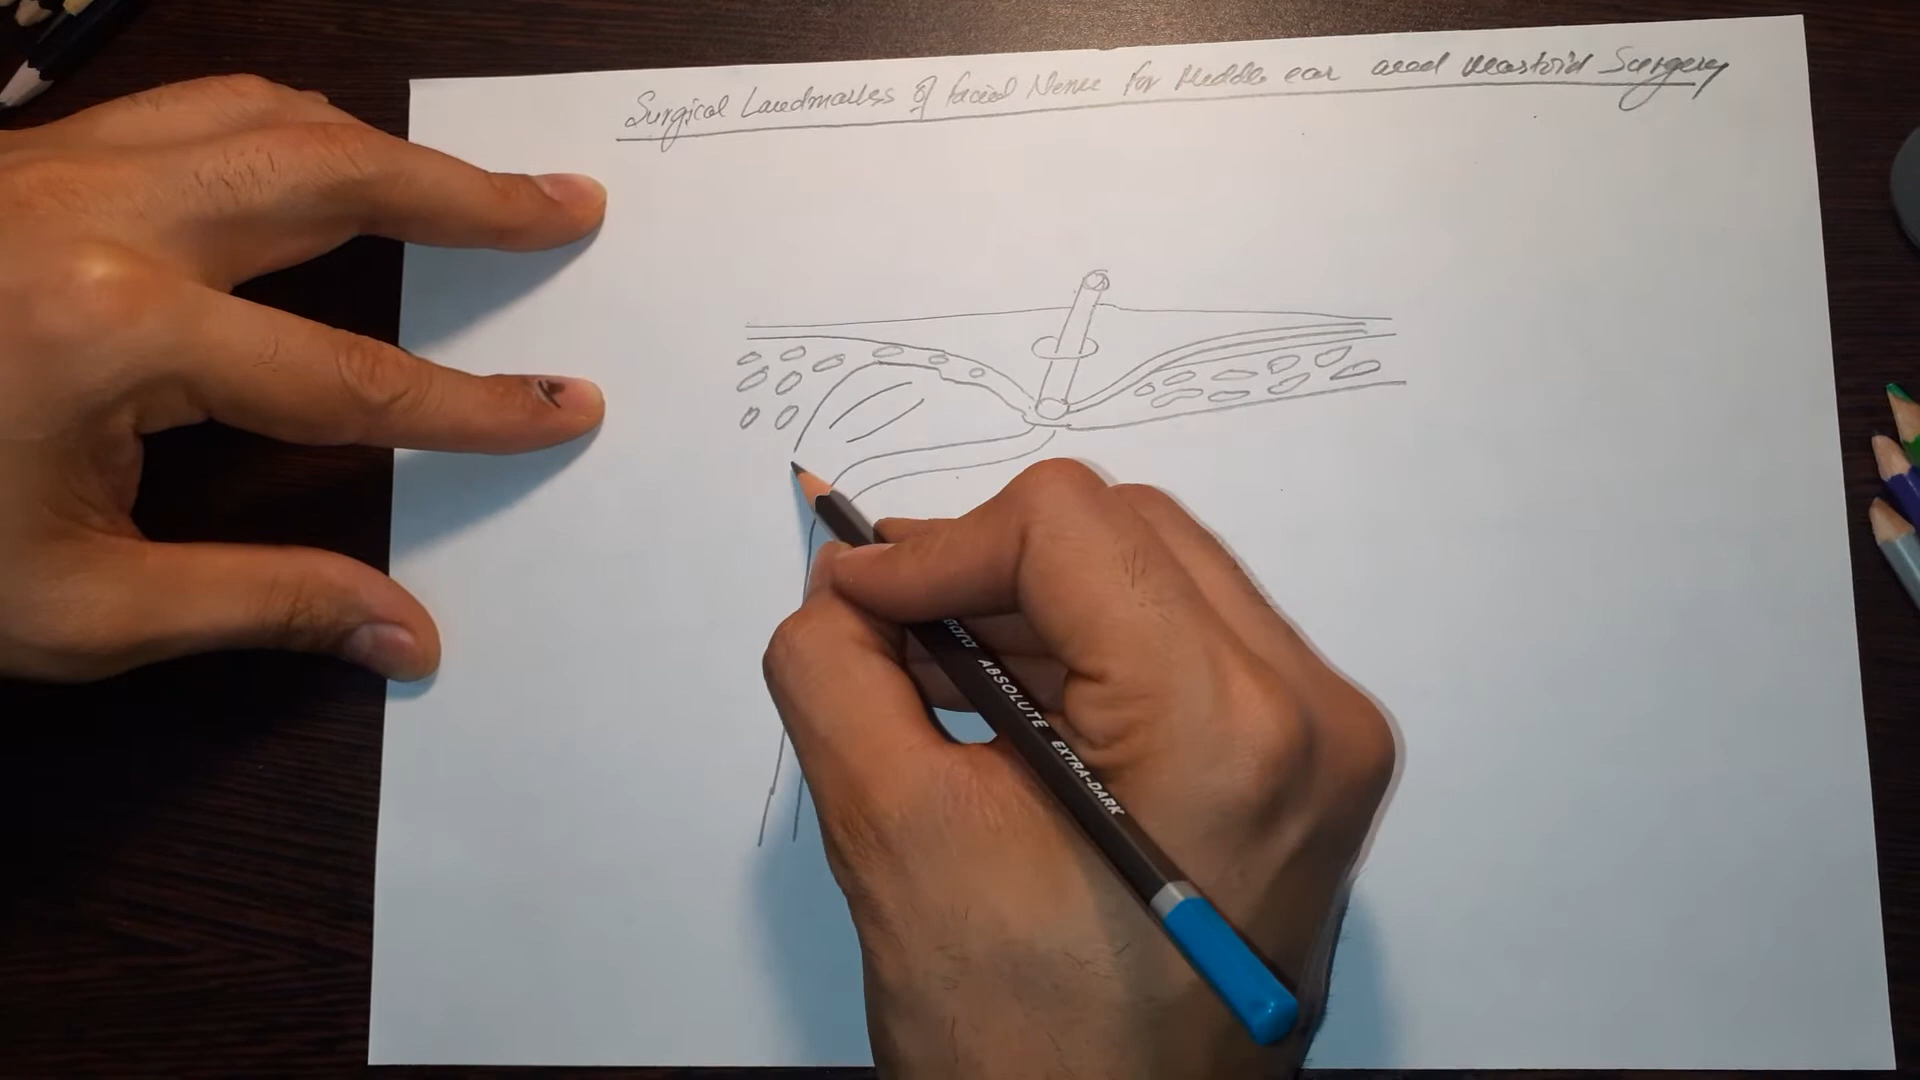 Surgical Landmarks of facial Nerve for Middle ear and Mastoid Surgery
ABSOLUTE EXTRA-DARK